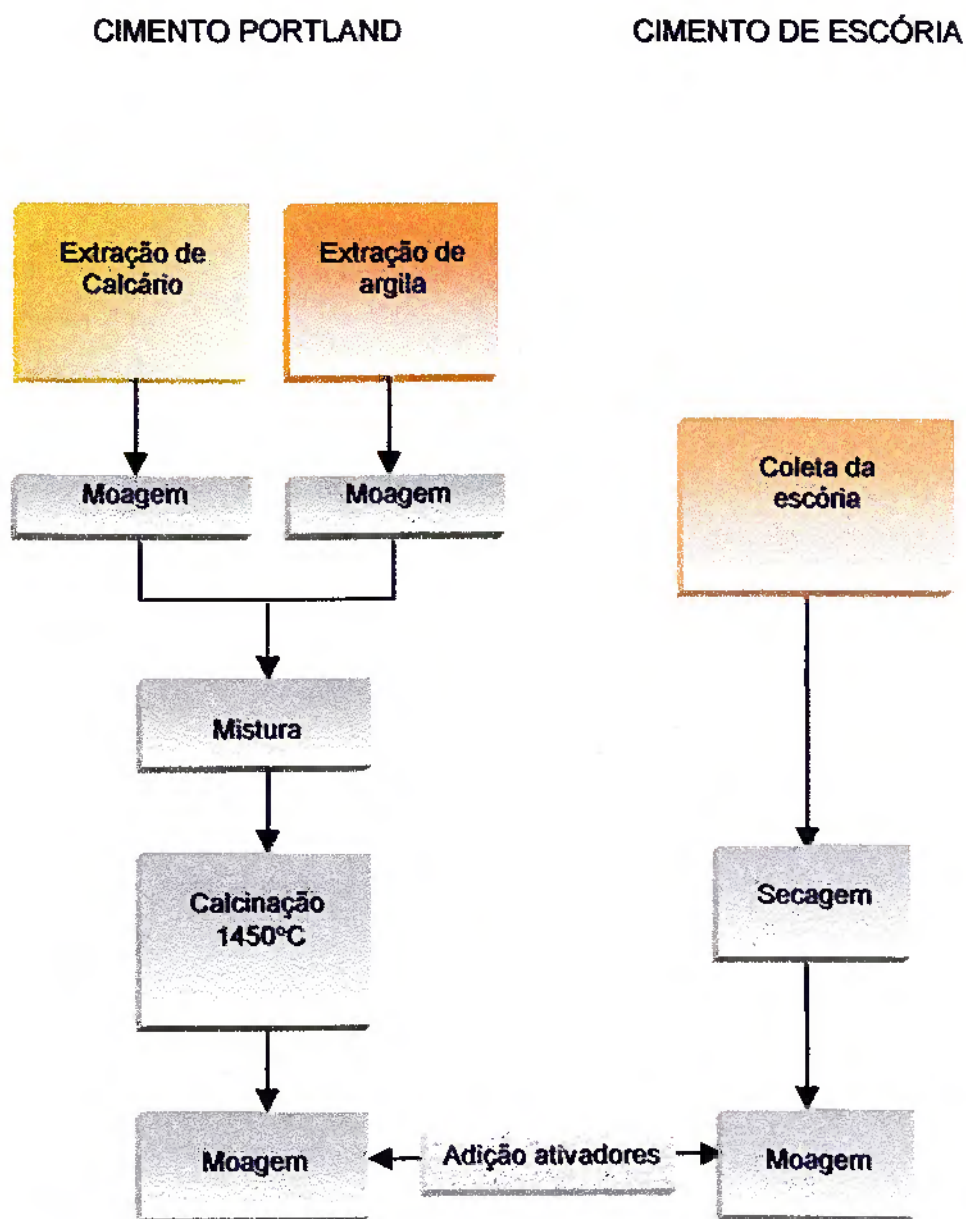 CIMENTO PORTLAND
CIMENTO DE ESCÓRIA
Extração de
Calcário
Extração de
argila
Moagem
Moagem
Coleta da
escória
Mistura
Calcinação
1450ºC
Secagem
Moagem
Adição ativadores
Moagem